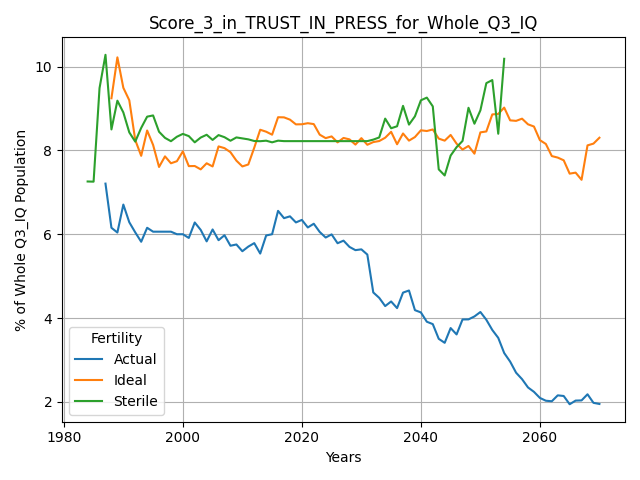 Score_3_in_TRUST_IN_PRESS_for_Whole_Q3_IQ
% of Whole Q3_IQ Population
10
8
6
4
2
Fertility
Actual
Ideal
Sterile
1980 2000 2020 2040 2060
Years